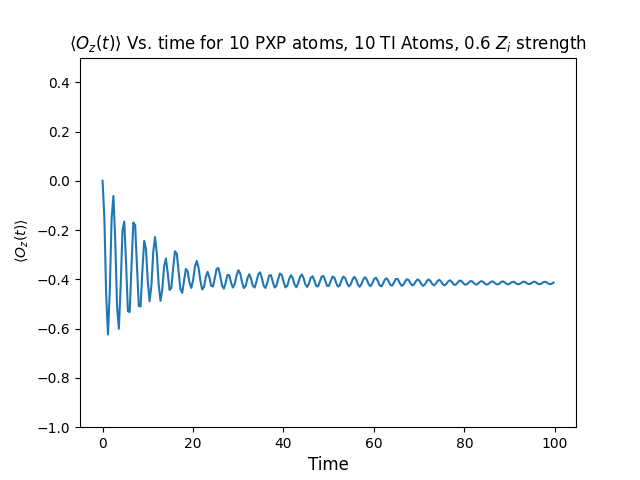 ⟨O_z(t)⟩ Vs. time for 10 PXP atoms, 10 TI Atoms, 0.6 Z_i strength
0.4
0.2
0.0
−0.2
−0.4
−0.6
−0.8
−1.0
⟨O_z(t)⟩
0 20 40 60 80 100
Time